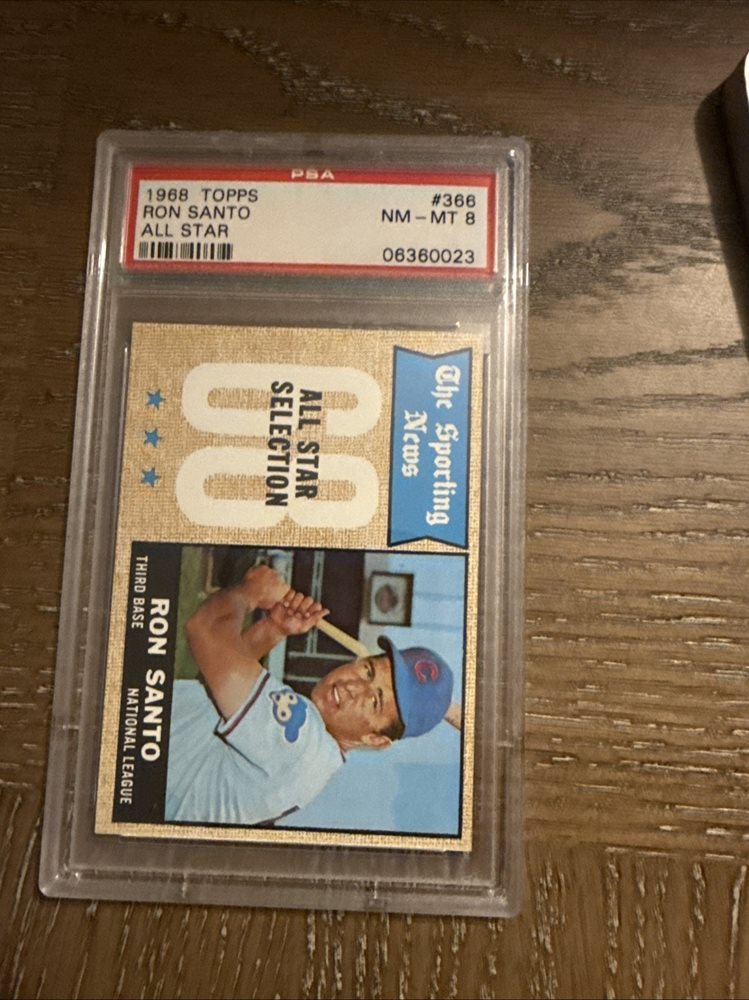 PSA
1968 TOPPS #366
RON SANTO NM - MT 8
ALL STAR
06360023
The Sporting
News
68
ALL STAR
SELECTION
C
RON SANTO
THIRD BASE NATIONAL LEAGUE